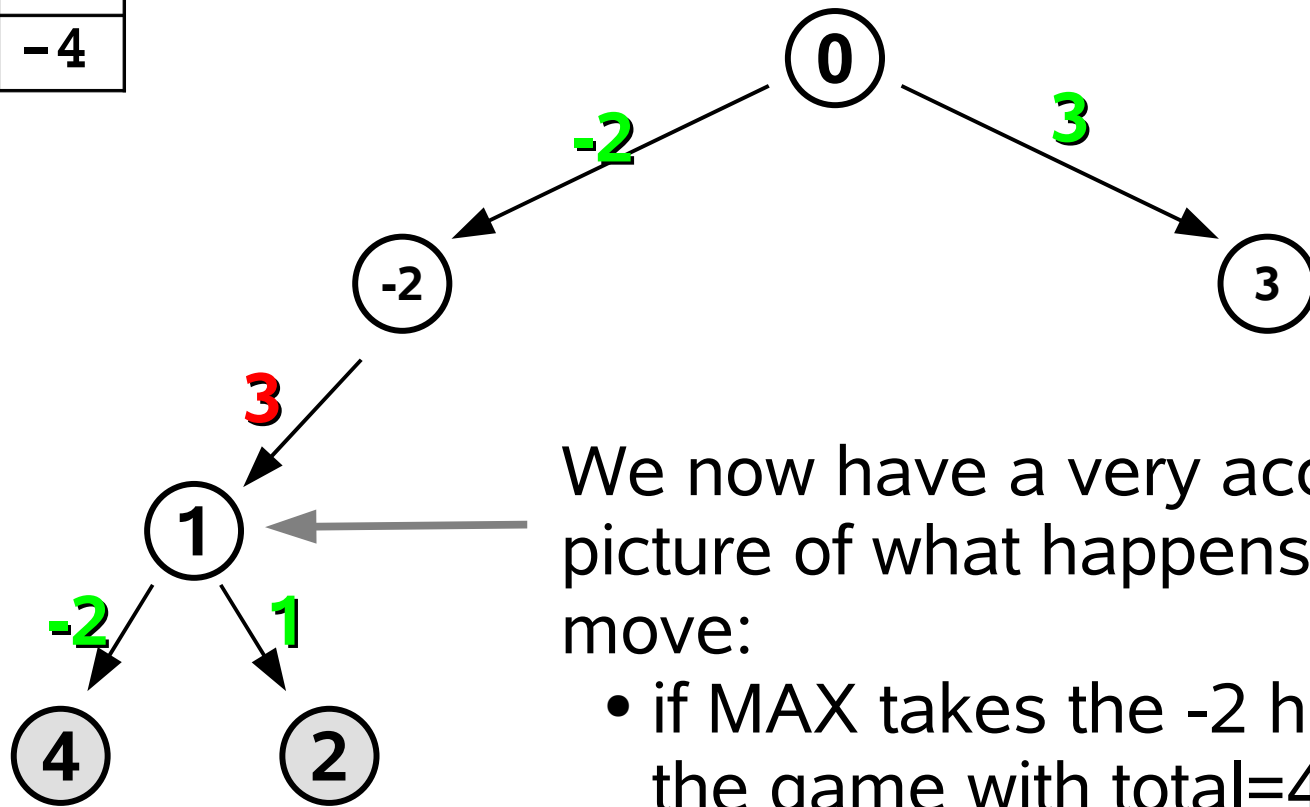 -4
0
-2
3
-2
3
3
1
We now have a very
picture of what happens
move:
-2
1
• if MAX takes the -2
4
2
the game with total=4